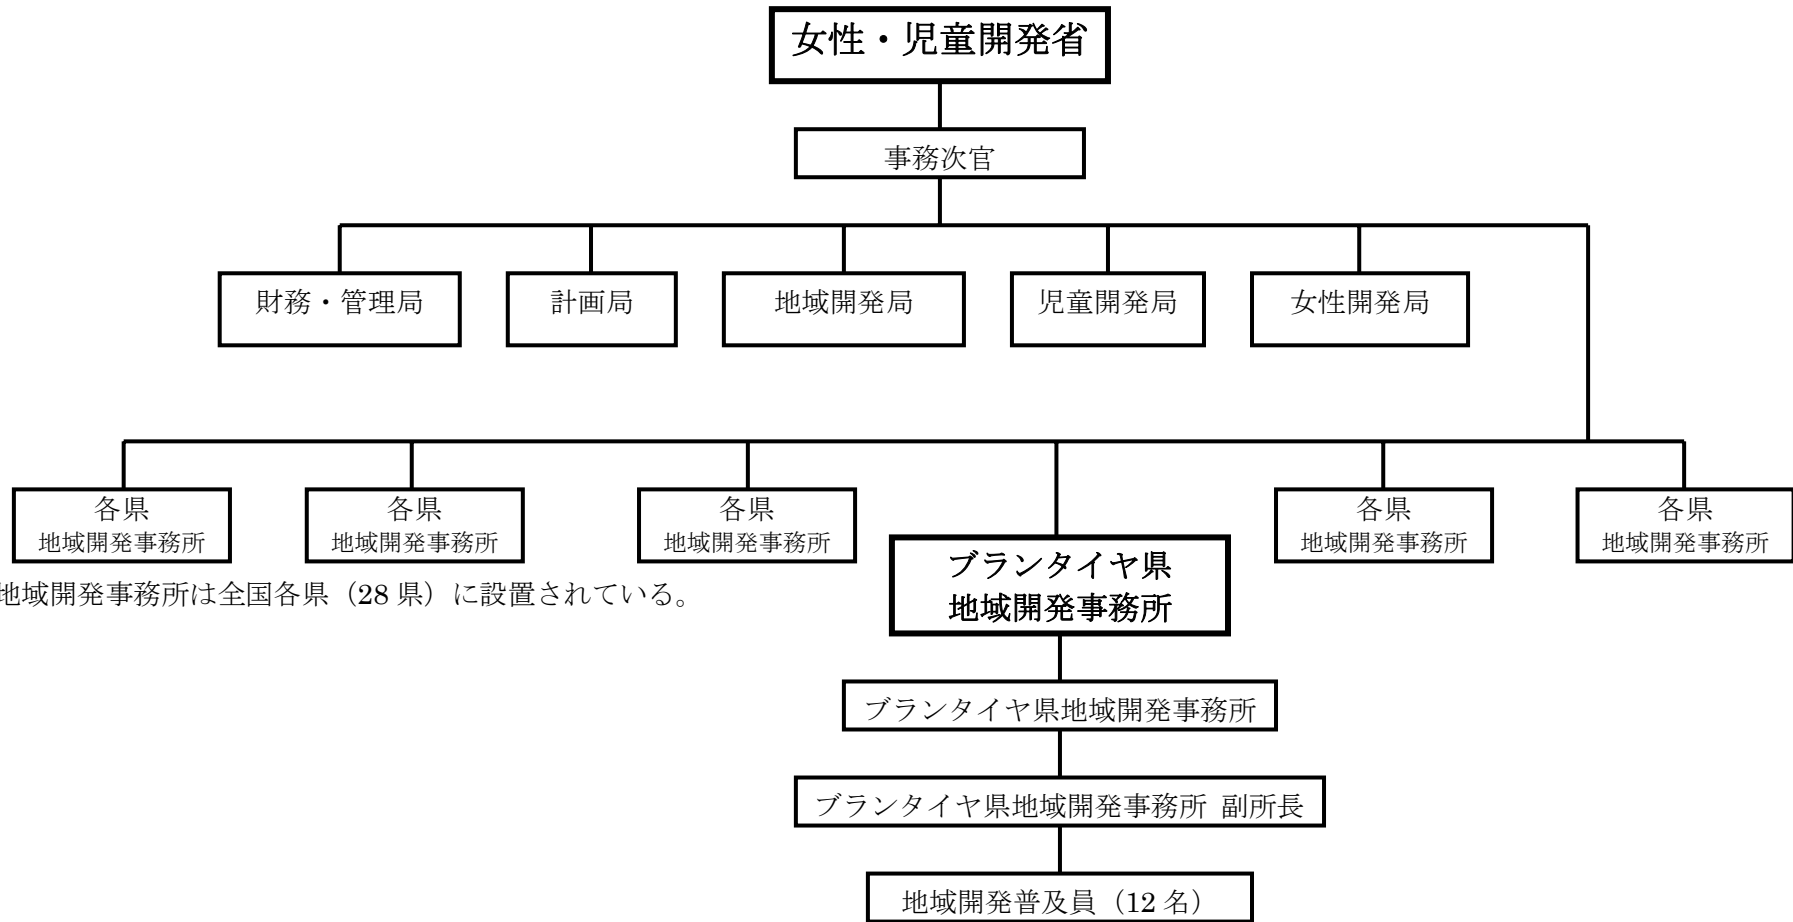 女性・児童開発省
事務次官
財務・管理局
計画局
地域開発局
児童開発局
女性開発局
各県
地域開発事務所
各県
地域開発事務所
各県
地域開発事務所
ブランタイヤ県
地域開発事務所
各県
地域開発事務所
各県
地域開発事務所
地域開発事務所は全国各県（28 県）に設置されている。
ブランタイヤ県地域開発事務所
ブランタイヤ県地域開発事務所 副所長
地域開発普及員（12 名）